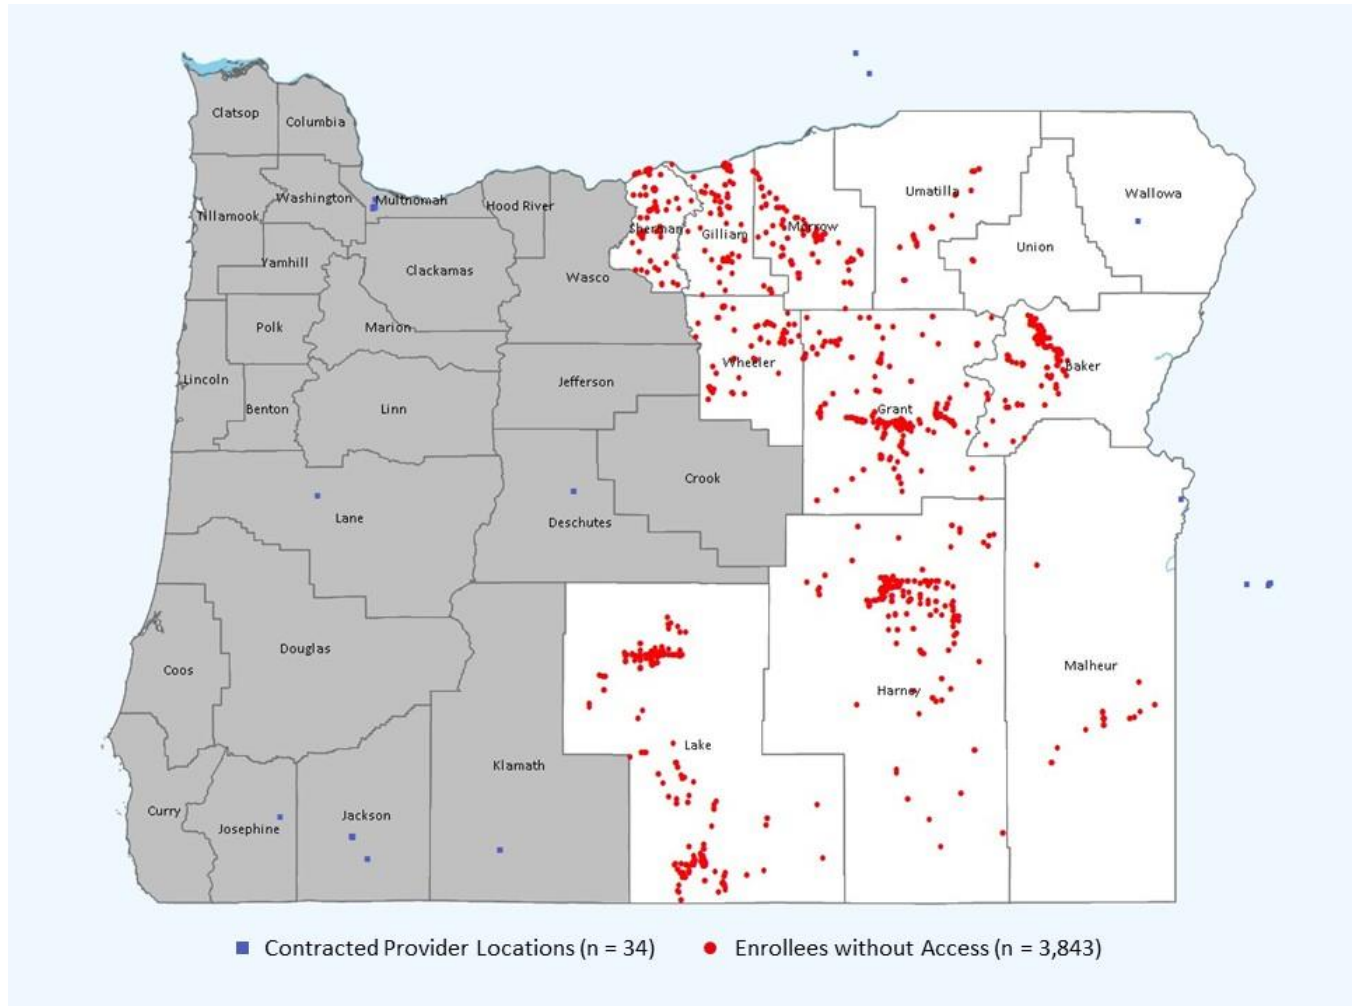 Clatsop
Columbia
Washington
Multnomah
Hood River
Tillamook
Umatilla
Wallowa
Sherman
Gilliam
Morrow
Union
Yamhill
Clackamas
Wasco
Polk
Marion
Wheeler
Baker
Lincoln
Jefferson
Benton
Linn
Grant
Crook
Lane
Deschutes
Douglas
Coos
Malheur
Harney
Lake
Klamath
Curry
Josephine
Jackson
Contracted Provider Locations (n = 34)
Enrollees without Access (n = 3,843)